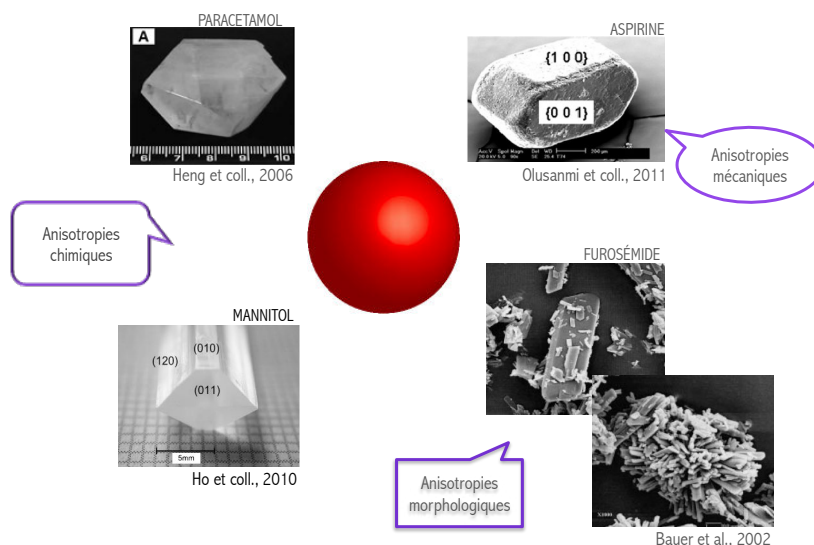 PARACETAMOL
A
6 7 8 9 10
Heng et coll., 2006
ASPIRINE
{1 0 0}
{0 0 1}
Olusanmi et coll., 2011
Anisotropies
mécaniques
Anisotropies
chimiques
FUROSÉMIDE
MANNITOL
(010)
(120)
(011)
5mm
Ho et coll., 2010
Anisotropies
morphologiques
Bauer et al., 2002